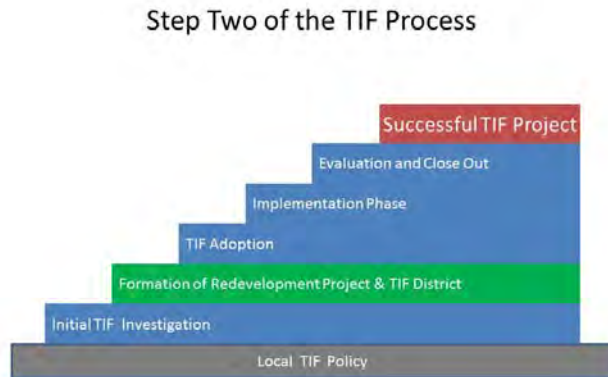 Step Two of the TIF Process
Successful TIF Project
Evaluation and Close Out
Implementation Phase
TIF Adoption
Formation of Redevelopment Project & TIF District
Initial TIF Investigation
Local TIF Policy